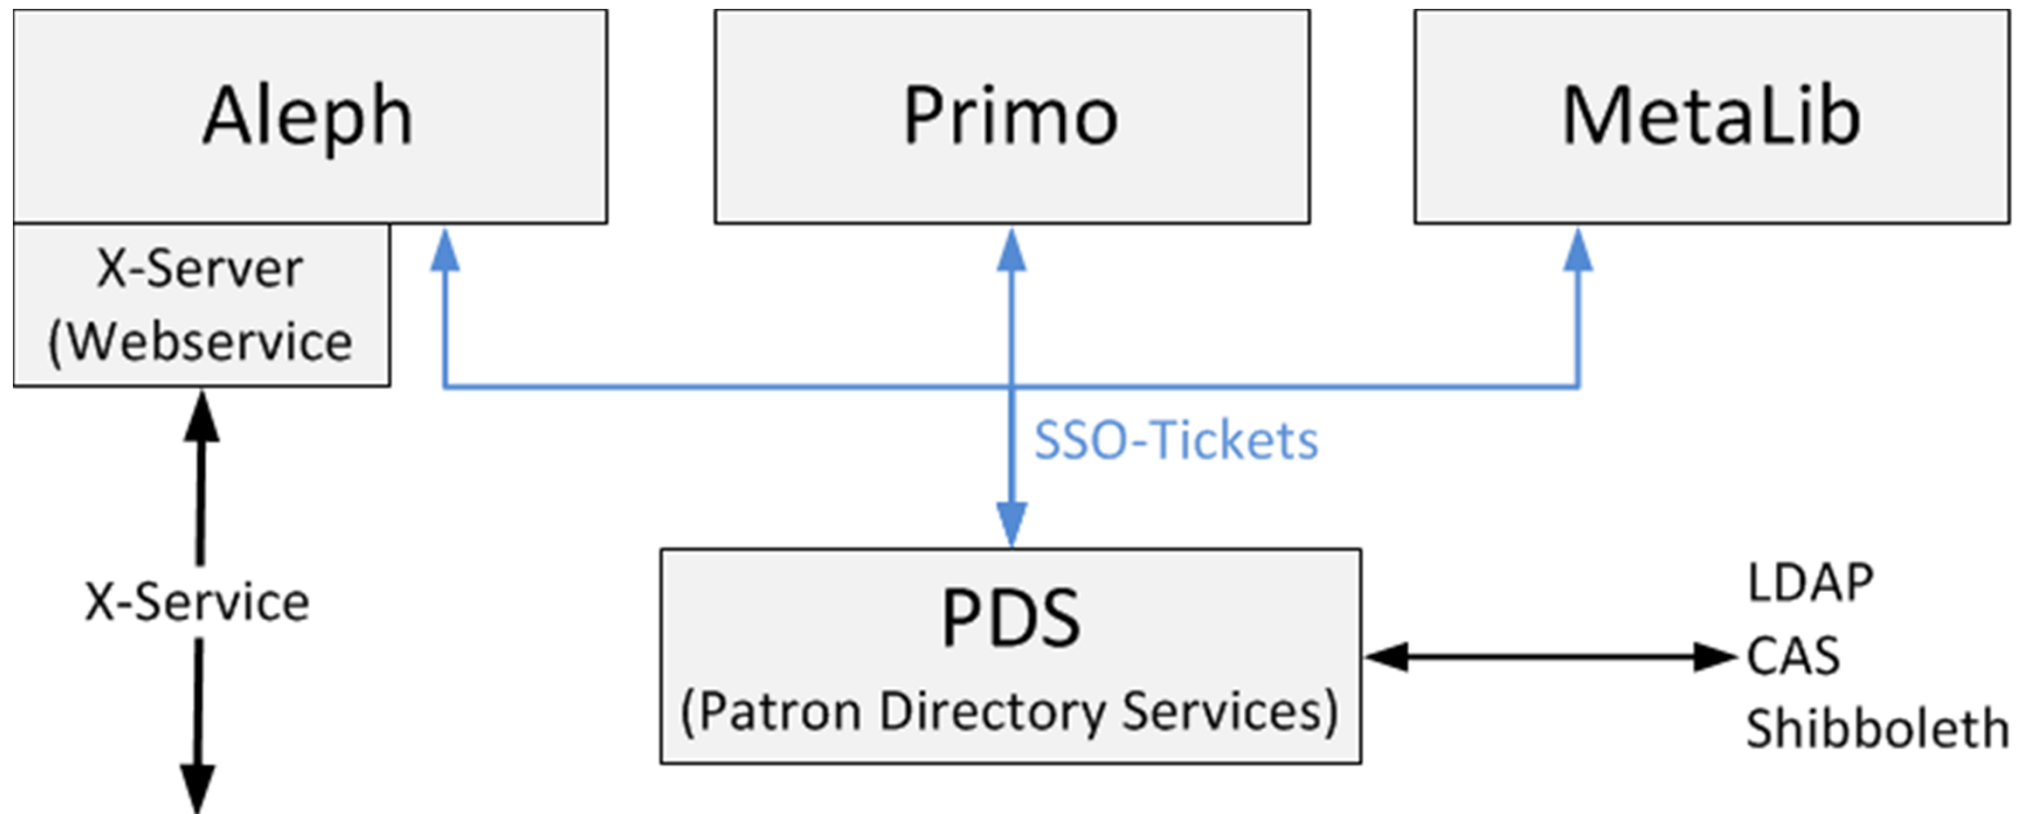 Aleph
Primo
MetaLib
X-Server
(Webservice
SSO-Tickets
X-Service
PDS
(Patron Directory Services)
LDAP
CAS
Shibboleth